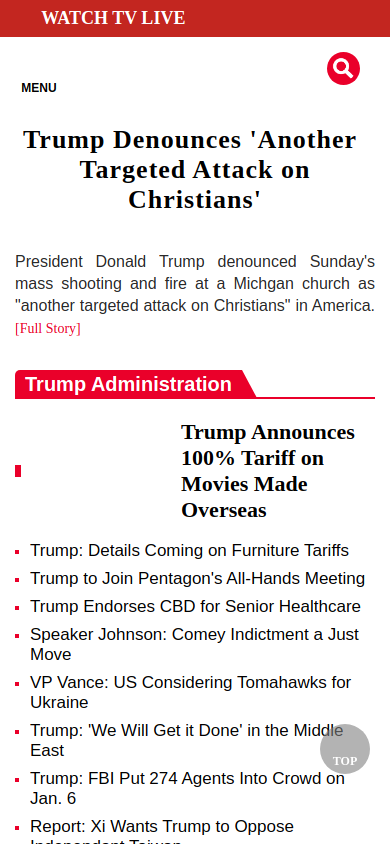 WATCH TV LIVE
MENU
Trump Denounces 'Another
Targeted Attack on
Christians'
President Donald Trump denounced Sunday's
mass shooting and fire at a Michgan church as
"another targeted attack on Christians" in America.
[Full Story]
Trump Administration
Trump Announces
100% Tariff on
Movies Made
Overseas
Trump: Details Coming on Furniture Tariffs
Trump to Join Pentagon's All-Hands Meeting
Trump Endorses CBD for Senior Healthcare
Speaker Johnson: Comey Indictment a Just
Move
VP Vance: US Considering Tomahawks for
Ukraine
Trump: 'We Will Get it Done' in the Middle
East
TOP
Trump: FBI Put 274 Agents Into Crowd on
Jan. 6
Report: Xi Wants Trump to Oppose
Independent Taiwan